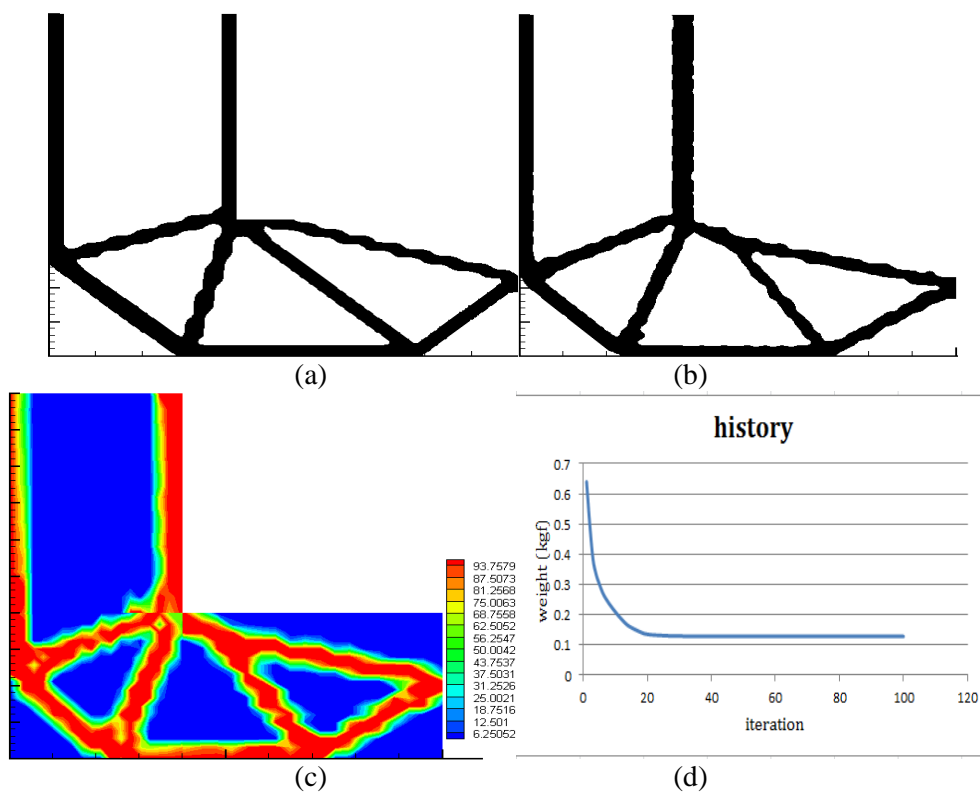 (a)
(b)
93.7579
87.5073
81.2568
75.0063
68.7558
62.5052
56.2547
50.0042
43.7537
37.5031
31.2526
25.0021
18.7516
12.501
6.25052
(c)
history
weight (kgf)
0.7
0.6
0.5
0.4
0.3
0.2
0.1
0
0 20 40 60 80 100 120
iteration
(d)